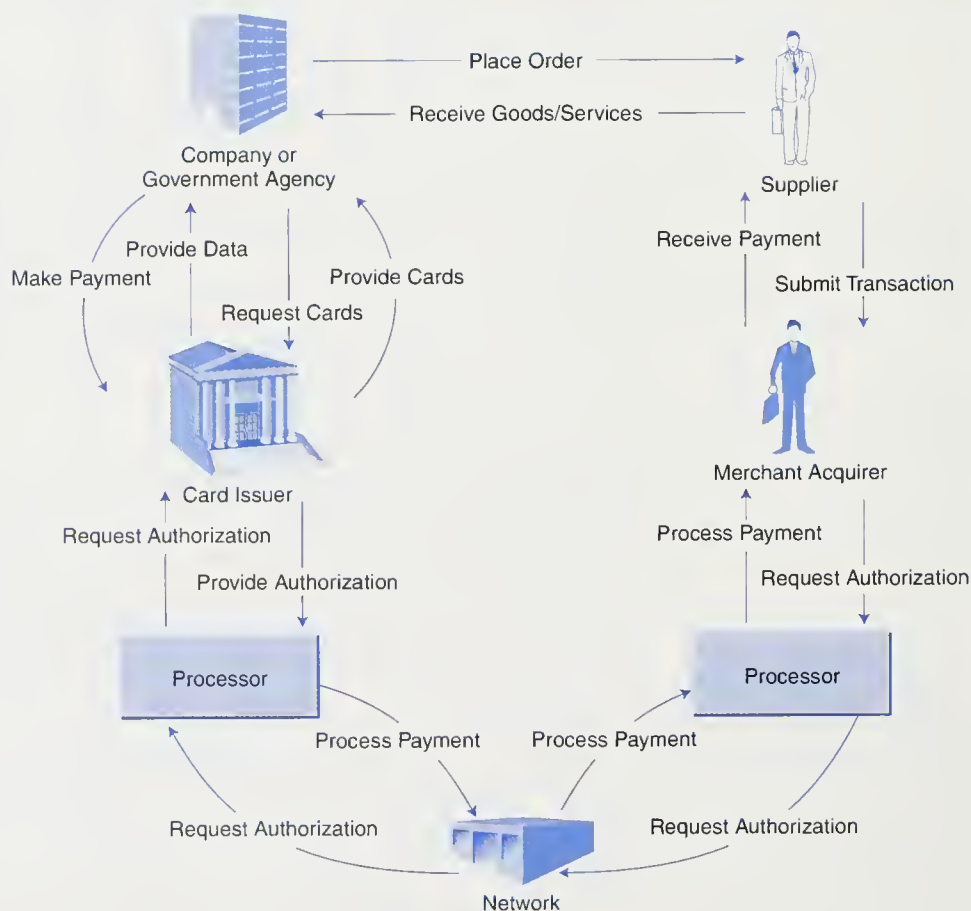 Place Order
Receive Goods/Services
Company or
Government Agency
Supplier
Receive Payment
Provide Data
Make Payment
Provide Cards
Submit Transaction
Request Cards
Card Issuer
Merchant Acquirer
Request Authorization
Process Payment
Provide Authorization
Request Authorization
Processor
Processor
Process Payment
Process Payment
Request Authorization
Request Authorization
Network